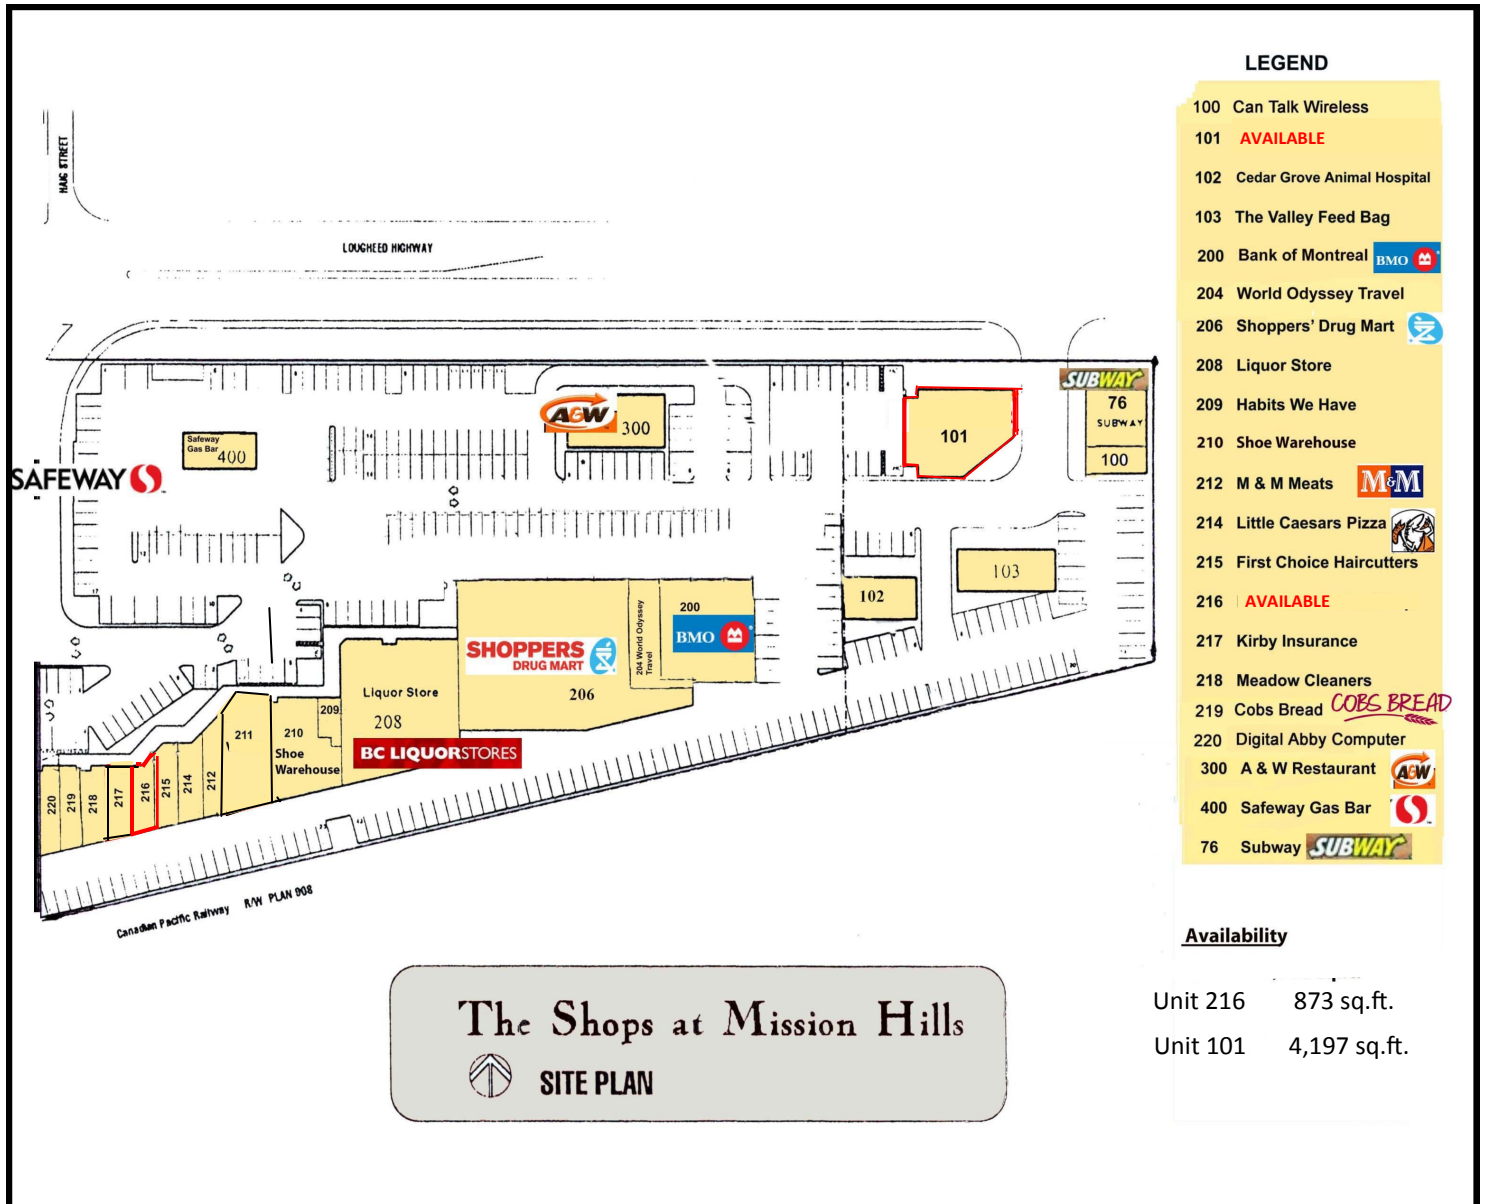 LEGEND
100 Can Talk Wireless
101 AVAILABLE
102 Cedar Grove Animal Hospital
103 The Valley Feed Bag
200 Bank of Montreal BMO
204 World Odyssey Travel
206 Shoppers' Drug Mart
208 Liquor Store
209 Habits We Have
210 Shoe Warehouse
212 M & M Meats M&M
214 Little Caesars Pizza
215 First Choice Haircutters
216 AVAILABLE
217 Kirby Insurance
218 Meadow Cleaners
219 Cobs Bread COBS BREAD
220 Digital Abby Computer
300 A & W Restaurant A&W
400 Safeway Gas Bar
76 Subway SUBWAY
Availability
Unit 216 873 sq.ft.
Unit 101 4,197 sq.ft.
HAIG STREET
LOUGHEED HIGHWAY
SUBWAY
76
SUBWAY
100
A&W
300
101
Safeway
Gas Bar
400
SAFEWAY
103
102
200
BMO
204 World Odyssey
Travel
SHOPPERS
DRUG MART
206
Liquor Store
208
BC LIQUORSTORES
209
210
Shoe
Warehouse
211
212
214
215
216
217
218
219
220
Canadian Pacific Railway R/W PLAN 908
The Shops at Mission Hills
SITE PLAN